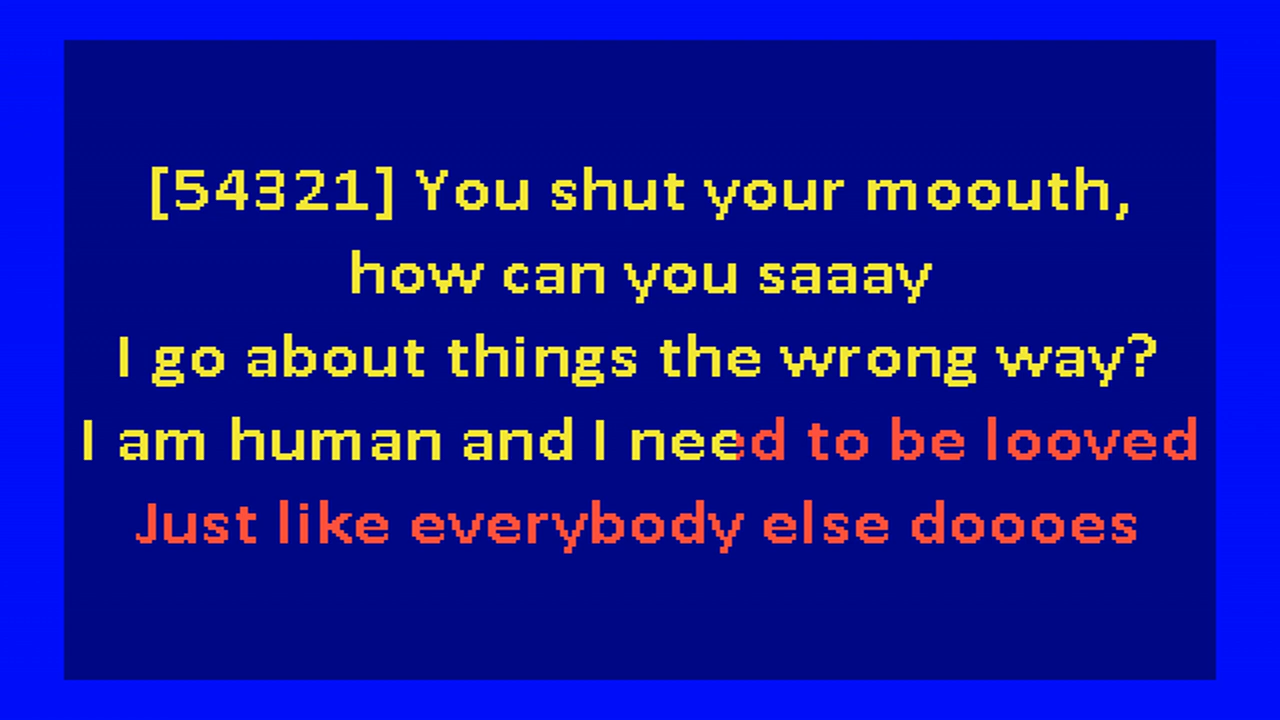 [54321] You shut your moouth,
how can you saaay
I go about things the wrong way?
I am human and I need to be looved
Just like everybody else doooes